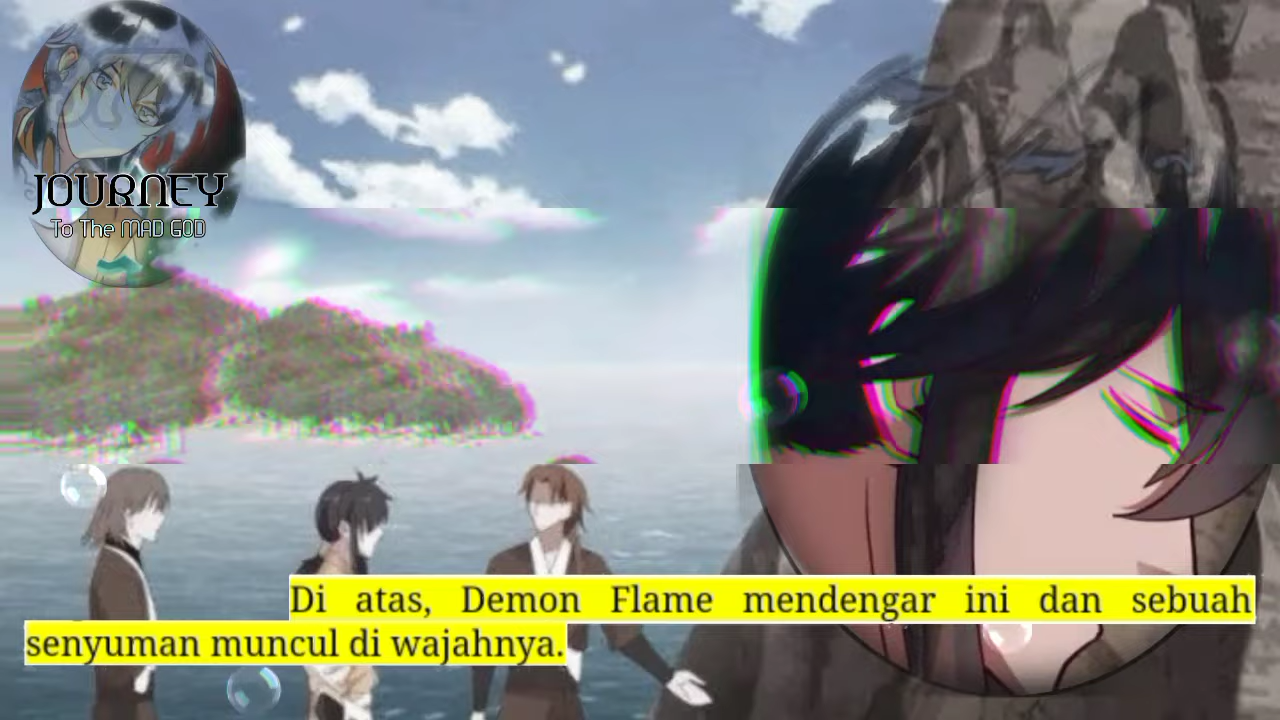 JOURNEY
To The MAD GOD
Di atas, Demon Flame mendengar ini dan sebuah
senyuman muncul di wajahnya.